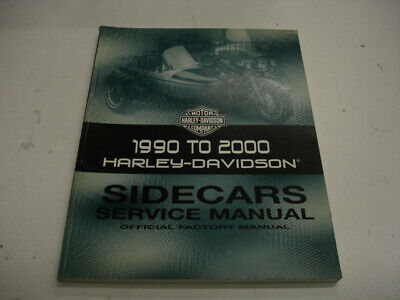 MOTOR
HARLEY-DAVIDSON
COMPANY
1990 TO 2000
HARLEY-DAVIDSON®
SIDECARS
SERVICE MANUAL
OFFICIAL FACTORY MANUAL